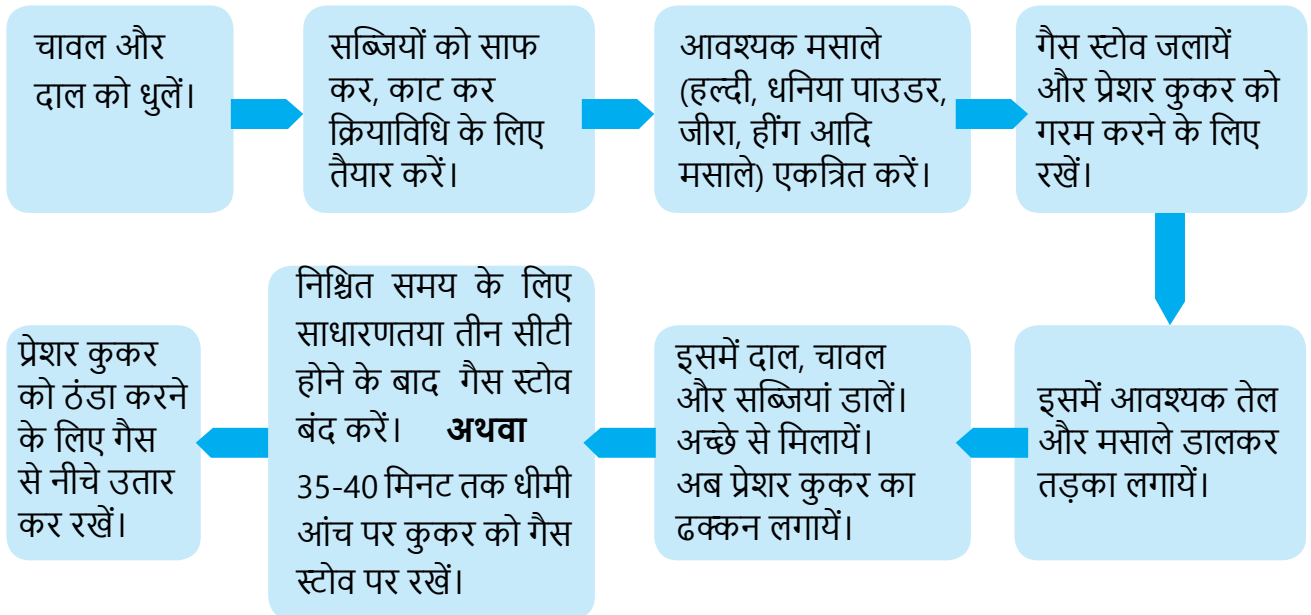 चावल और
दाल को धुलें।
सब्जियों को साफ
कर, काट कर
क्रियाविधि के लिए
तैयार करें।
आवश्यक मसाले
(हल्दी, धनिया पाउडर,
जीरा, हींग आदि
मसाले) एकत्रित करें।
गैस स्टोव जलायें
और प्रेशर कुकर को
गरम करने के लिए
रखें।
इसमें आवश्यक तेल
और मसाले डालकर
तड़का लगायें।
इसमें दाल, चावल
और सब्जियां डालें।
अच्छे से मिलायें।
अब प्रेशर कुकर का
ढक्कन लगायें।
निश्चित समय के लिए
साधारणतया तीन सीटी
होने के बाद गैस स्टोव
बंद करें। अथवा
35-40 मिनट तक धीमी
आंच पर कुकर को गैस
स्टोव पर रखें।
प्रेशर कुकर
को ठंडा करने
के लिए गैस
से नीचे उतार
कर रखें।